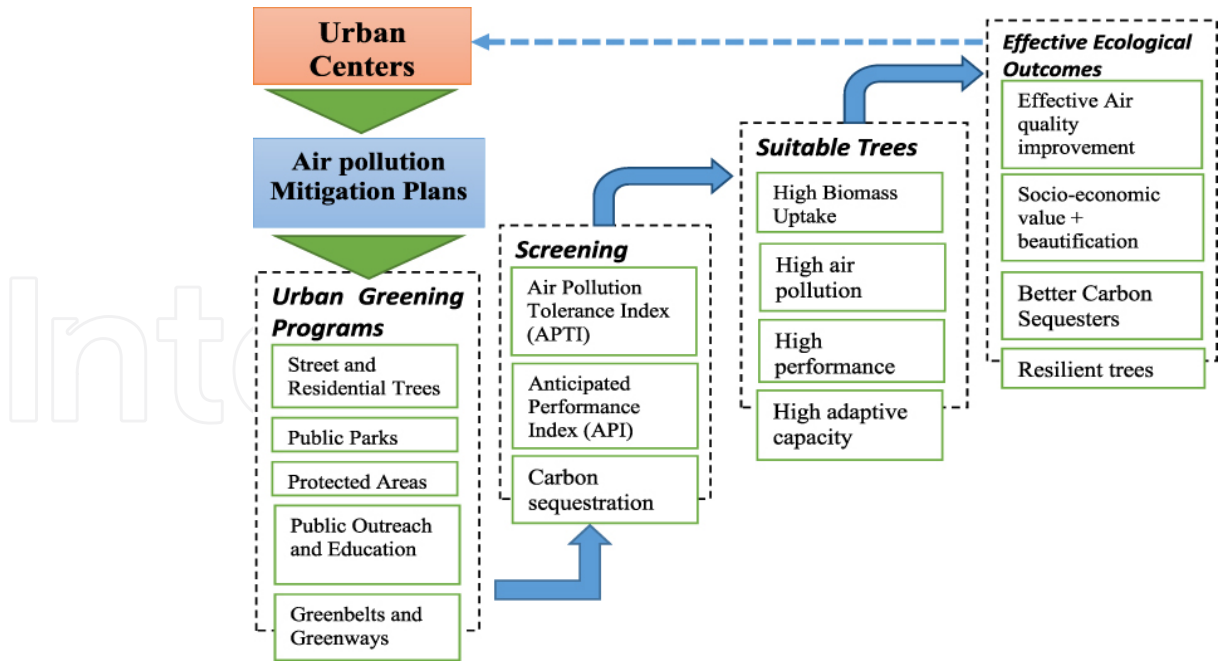 Urban
Centers
Air pollution
Mitigation Plans
Urban Greening
Programs
Street and
Residential Trees
Public Parks
Protected Areas
Public Outreach
and Education
Greenbelts and
Greenways
Screening
Air Pollution
Tolerance Index
(APTI)
Anticipated
Performance
Index (API)
Carbon
sequestration
Suitable Trees
High Biomass
Uptake
High air
pollution
High
performance
High adaptive
capacity
Effective Ecological
Outcomes
Effective Air
quality
improvement
Socio-economic
value +
beautification
Better Carbon
Sequesters
Resilient trees